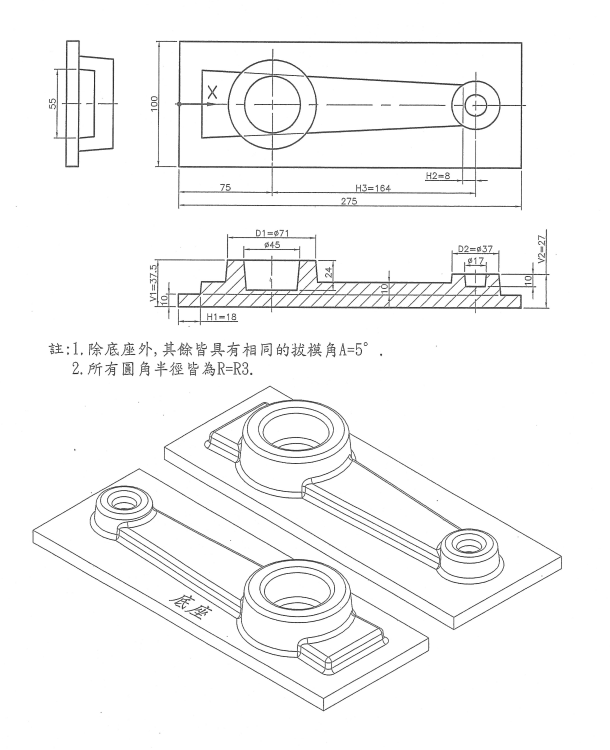 55
100
X
H2=8
75
H3=164
275
D1=ø71
ø45
D2=ø37
ø17
V1=37.5
10
24
10
10
V2=27
H1=18
註:1.除底座外,其餘皆具有相同的拔模角A=5°.
2.所有圓角半徑皆為R=R3.
底座